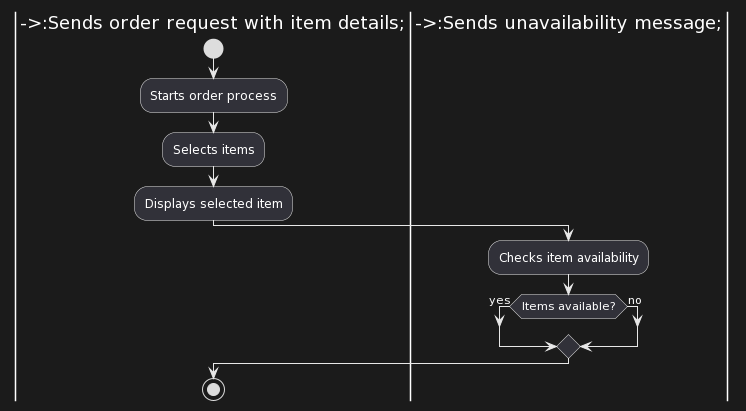 ->:Sends order request with item details;
->:Sends unavailability message;
Starts order process
Selects items
Displays selected item
Checks item availability
yes
Items available?
no